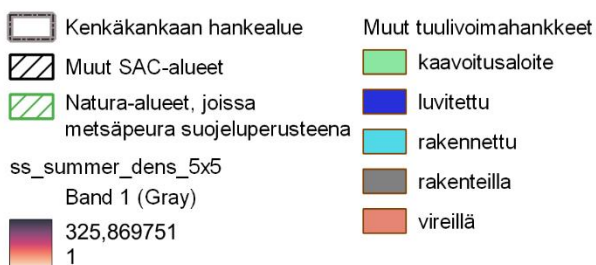 Kenkäkankaan hankealue
Muut SAC-alueet
Natura-alueet, joissa
metsäpeura suojeluperusteena
ss_summer_dens_5x5
Band 1 (Gray)
325,869751
1
Muut tuulivoimahankkeet
kaavoitusaloite
luvitettu
rakennettu
rakenteilla
vireillä